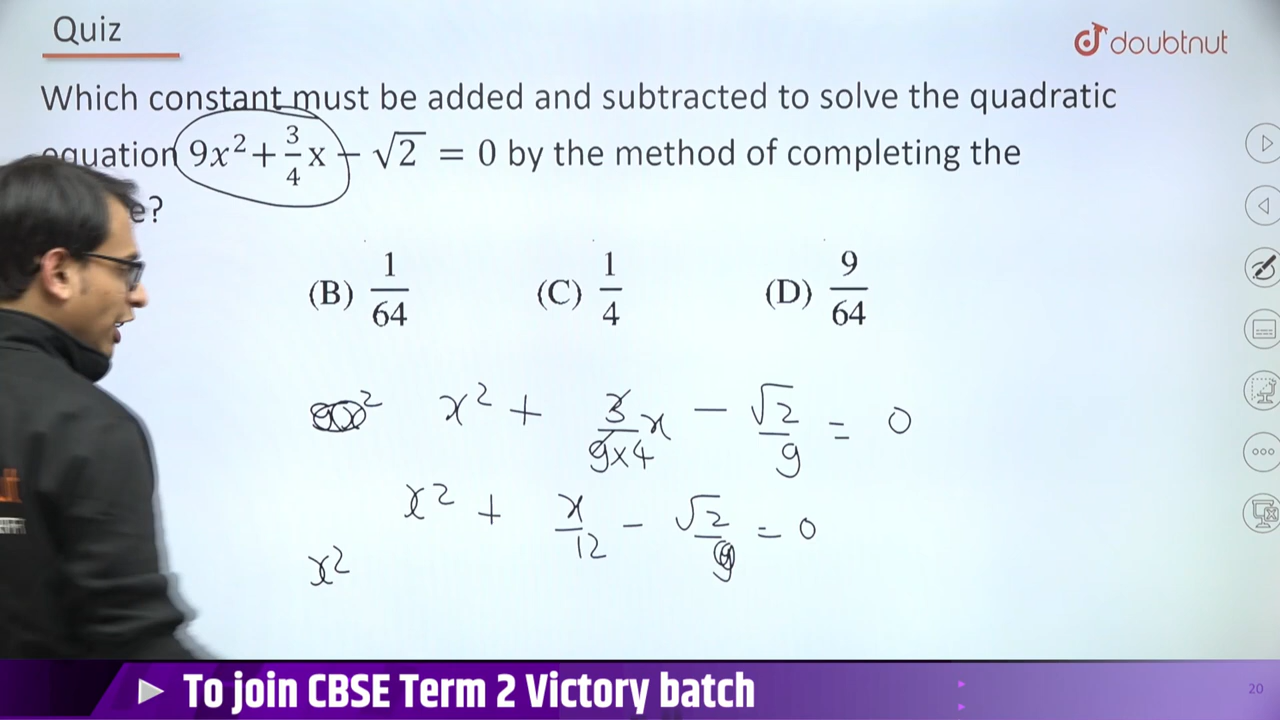 Quiz
doubtnut
Which constant must be added and subtracted to solve the quadratic
equation 9x² + 3/4 x − √2 = 0 by the method of completing the
e?
(B) 1/64 (C) 1/4 (D) 9/64
x² + 3/9×4 x − √2/9 = 0
x² + x/12 − √2/9 = 0
x²
To join CBSE Term 2 Victory batch
20